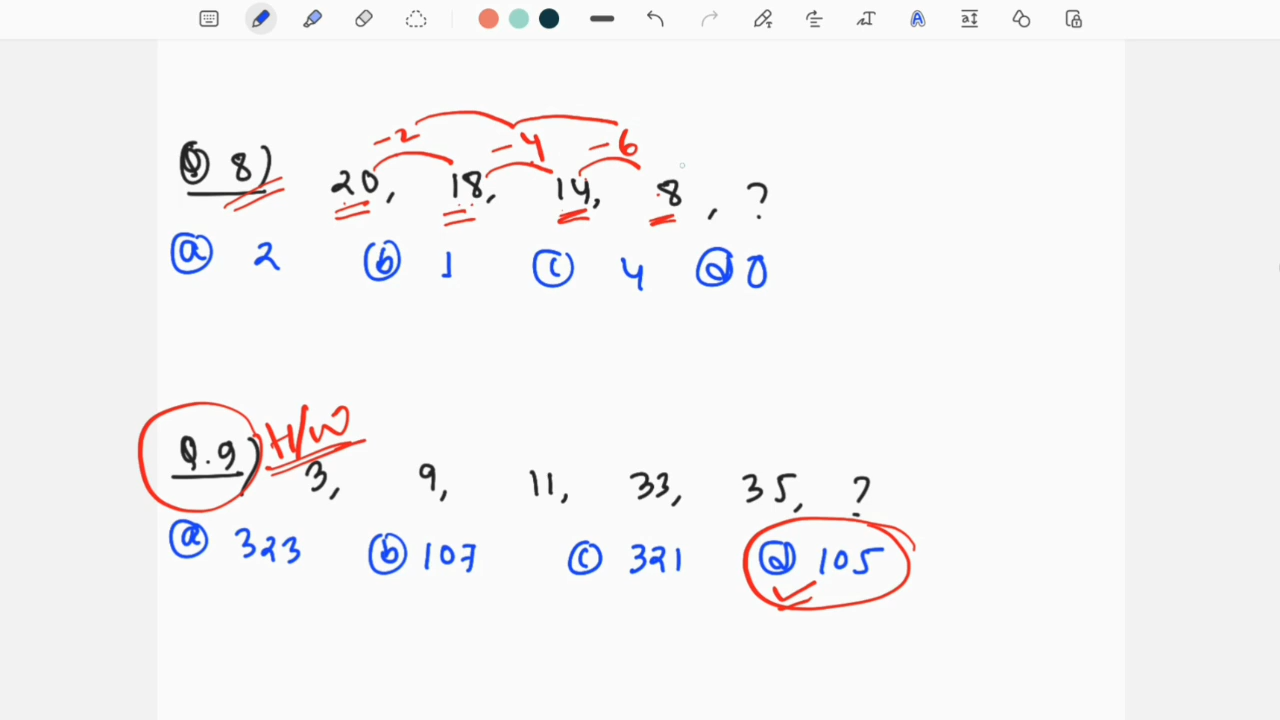 -2 -4 -6
Q 8) 20, 18, 14, 8, ?
a 2 b 1 c 4 d 0
Q.9) H/W 3, 9, 11, 33, 35, ?
a 323 b 107 c 321 d 105